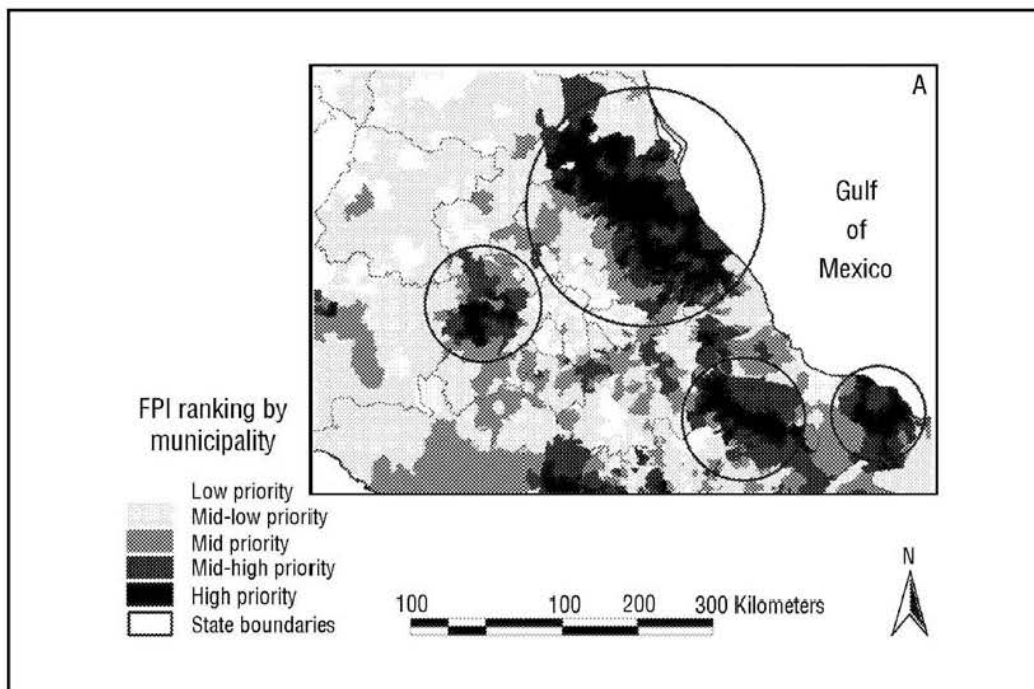 A
Gulf
of
Mexico
FPI ranking by
municipality
Low priority
Mid-low priority
Mid priority
Mid-high priority
High priority
State boundaries
100 100 200 300 Kilometers
N